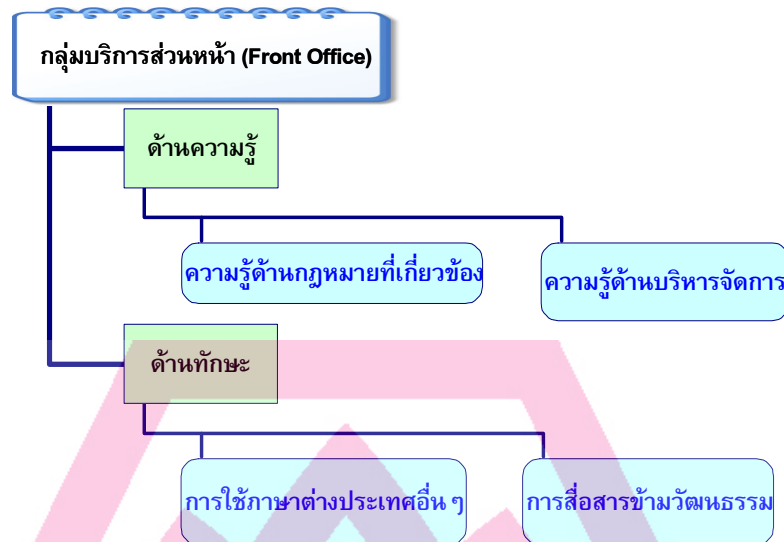 กลุ่มบริการส่วนหน้า (Front Office)
ด้านความรู้
ความรู้ด้านกฎหมายที่เกี่ยวข้อง
ความรู้ด้านบริหารจัดการ
ด้านทักษะ
การใช้ภาษาต่างประเทศอื่น ๆ
การสื่อสารข้ามวัฒนธรรม